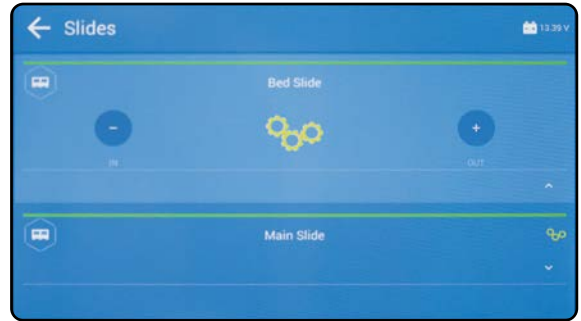 Slides
13.39 V
Bed Slide
-
+
IN
OUT
Main Slide